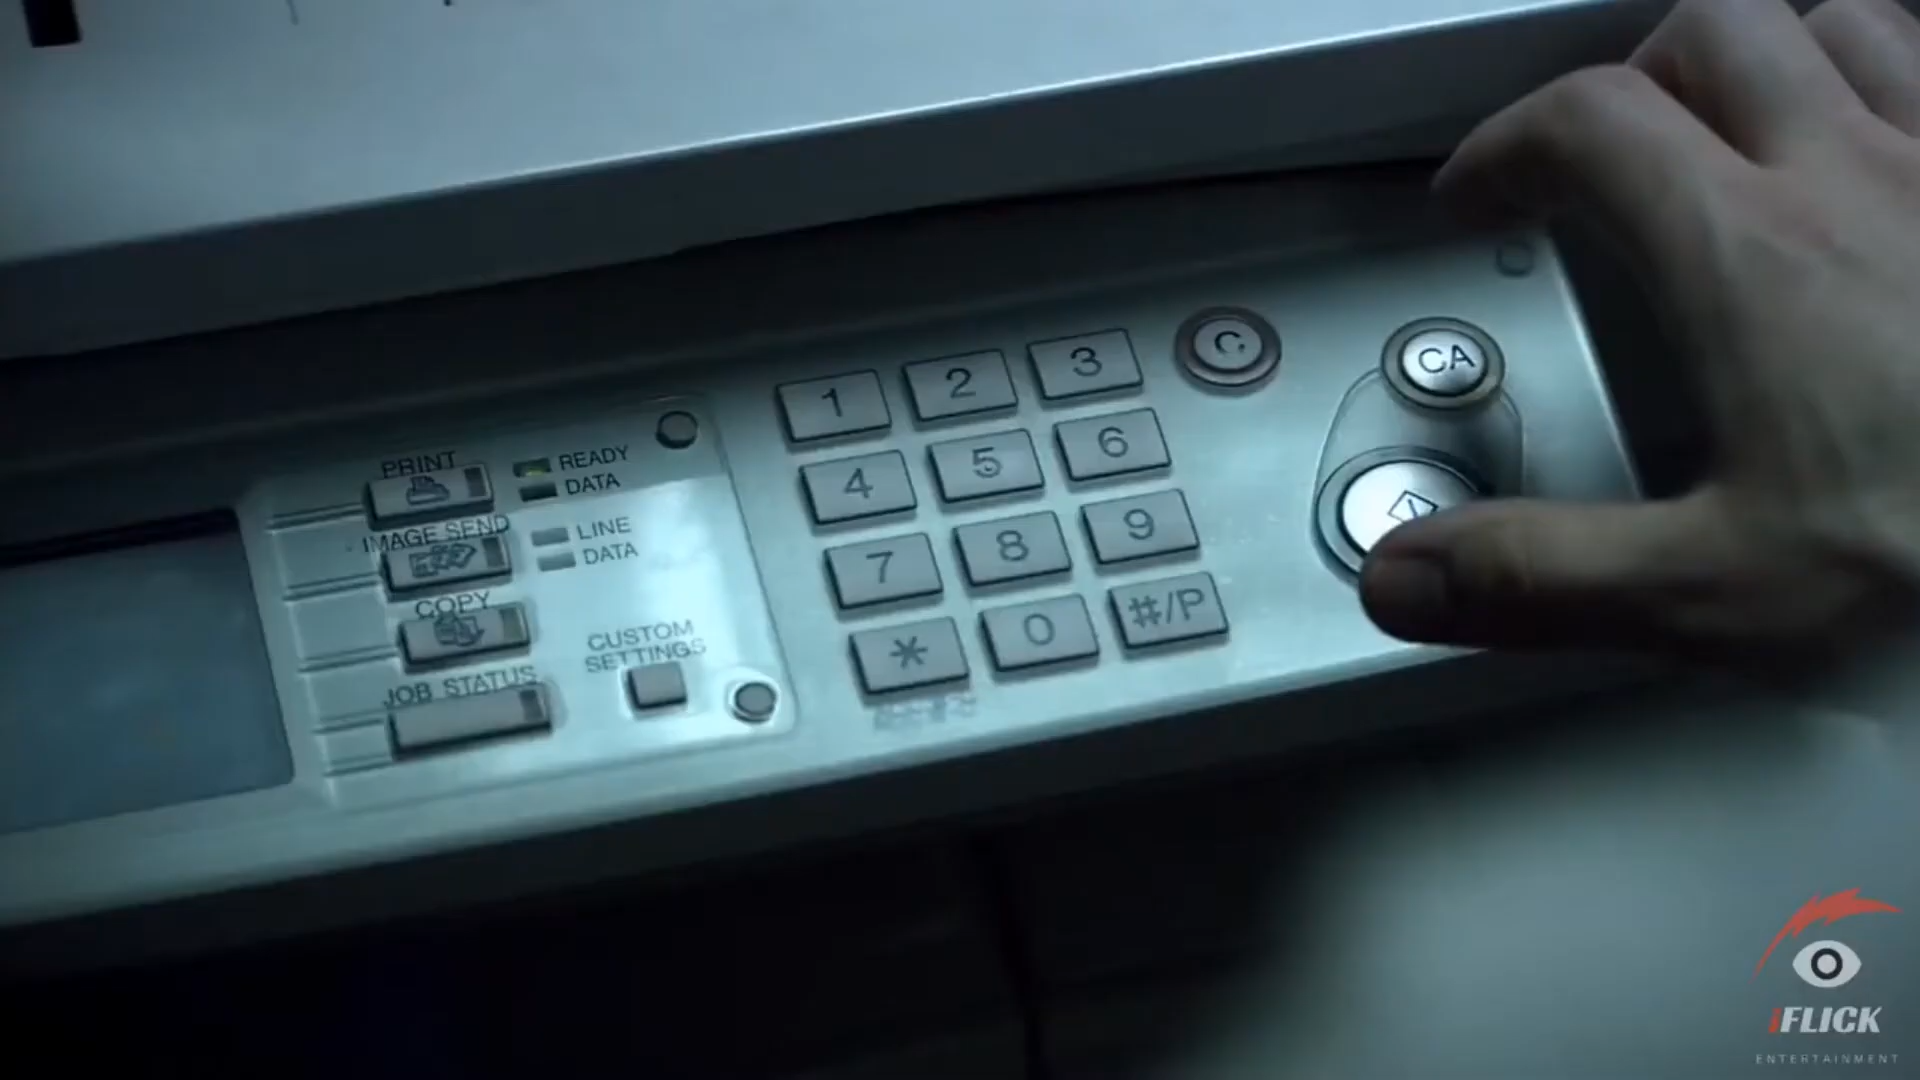 PRINT
READY
DATA
IMAGE SEND
LINE
DATA
COPY
CUSTOM
SETTINGS
JOB STATUS
1 2 3 C
4 5 6
7 8 9
* 0 #/P
CA
iFLICK
ENTERTAINMENT